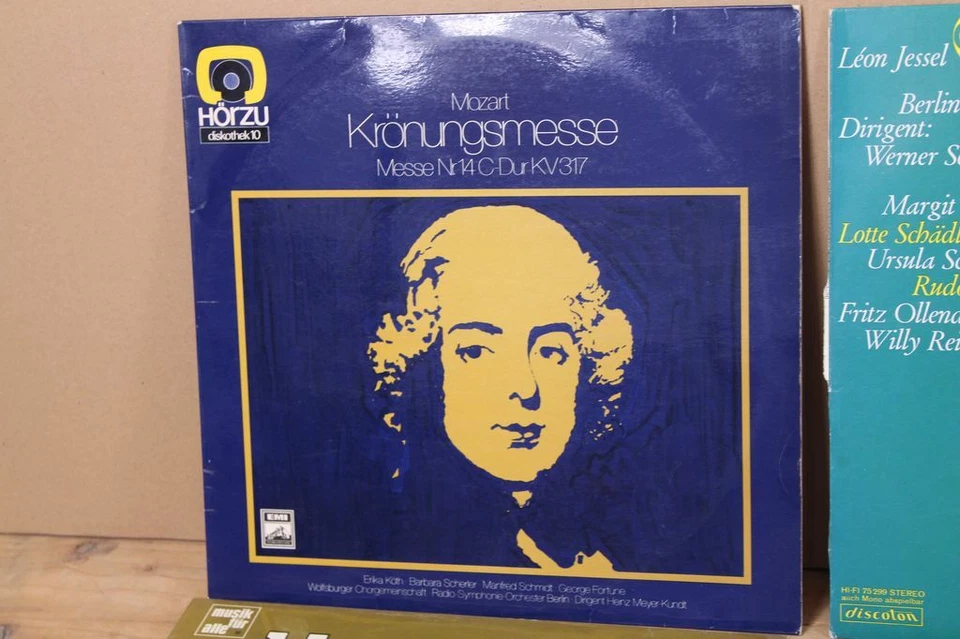 HÖRZU
diskothek 10
Mozart
Krönungsmesse
Messe Nr.14 C-Dur KV 317
EMI
Erika Köth · Barbara Scherler · Manfred Schmidt · George Fortune
Wolfsburger Chorgemeinschaft · Radio-Symphonie-Orchester Berlin · Dirigent Heinz Meyer-Kundt
musik
für
alle
Léon Jessel
Berlin
Dirigent:
Werner
Margit
Lotte
Ursula
Fritz
Willy
HI-FI 75 299 STEREO
auch Mono abspielbar
discoton